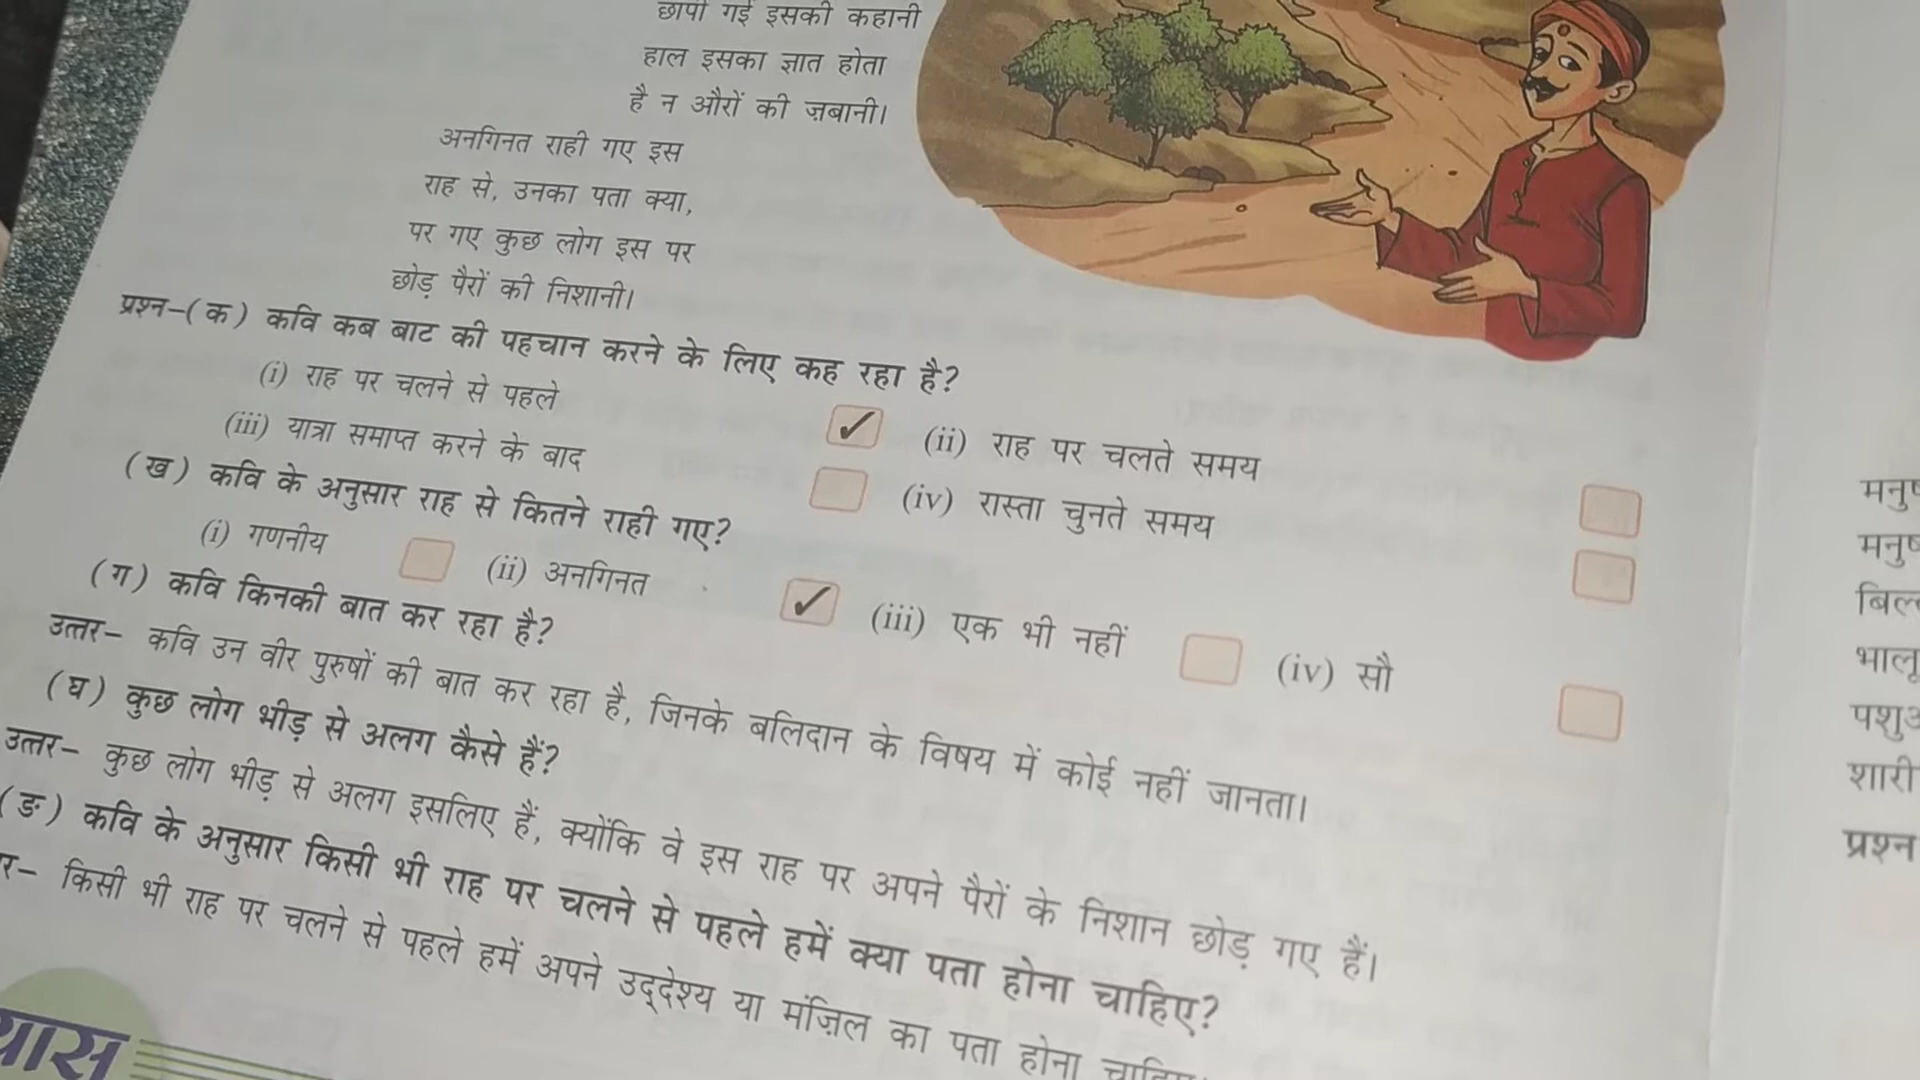 छापी गई इसकी कहानी
हाल इसका ज्ञात होता
है न औरों की ज़बानी।
अनगिनत राही गए इस
राह से, उनका पता क्या,
पर गए कुछ लोग इस पर
छोड़ पैरों की निशानी।
प्रश्न–(क) कवि कब बाट की पहचान करने के लिए कह रहा है?
(i) राह पर चलने से पहले ✓ (ii) राह पर चलते समय
(iii) यात्रा समाप्त करने के बाद (iv) रास्ता चुनते समय
(ख) कवि के अनुसार राह से कितने राही गए?
(i) गणनीय (ii) अनगिनत ✓ (iii) एक भी नहीं (iv) सौ
(ग) कवि किनकी बात कर रहा है?
उत्तर– कवि उन वीर पुरुषों की बात कर रहा है, जिनके बलिदान के विषय में कोई नहीं जानता।
(घ) कुछ लोग भीड़ से अलग कैसे हैं?
उत्तर– कुछ लोग भीड़ से अलग इसलिए हैं, क्योंकि वे इस राह पर अपने पैरों के निशान छोड़ गए हैं।
(ङ) कवि के अनुसार किसी भी राह पर चलने से पहले हमें क्या पता होना चाहिए?
किसी भी राह पर चलने से पहले हमें अपने उद्‌देश्य या मंज़िल का पता होना चाहिए।
प्रश्न